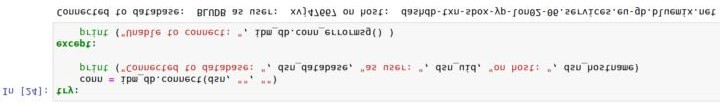 In [24]: try:
conn = ibm_db.connect(dsn, "", "")
print ("Connected to database: ", dsn_database, "as user: ", dsn_uid, "on host: ", dsn_hostname)
except:
print ("Unable to connect: ", ibm_db.conn_errormsg() )
Connected to database:  BLUDB as user:  xvj47667 on host:  dashdb-txn-sbox-yp-lon02-06.services.eu-gb.bluemix.net